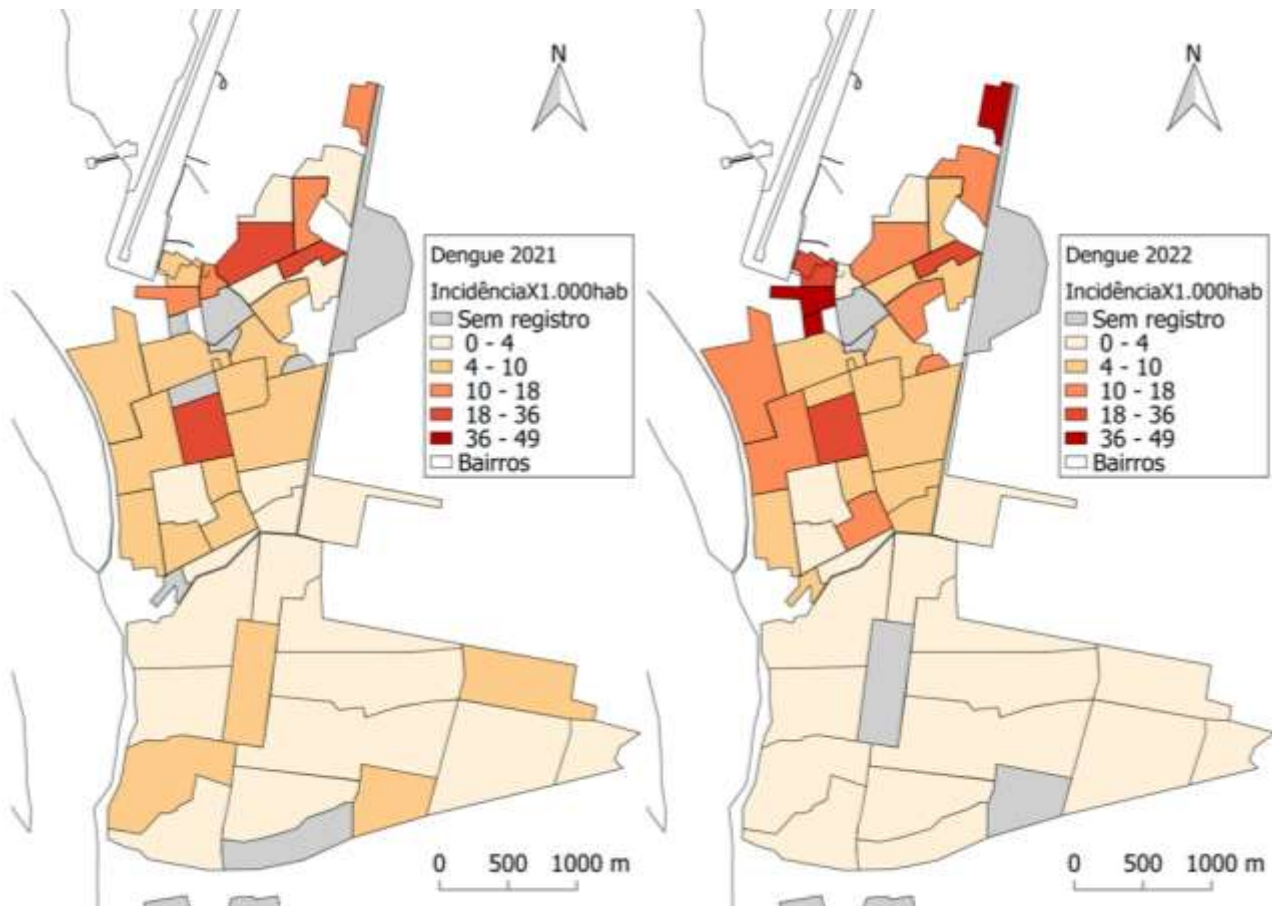 N
Dengue 2021
IncidênciaX1.000hab
Sem registro
0 - 4
4 - 10
10 - 18
18 - 36
36 - 49
Bairros
0 500 1000 m
N
Dengue 2022
IncidênciaX1.000hab
Sem registro
0 - 4
4 - 10
10 - 18
18 - 36
36 - 49
Bairros
0 500 1000 m